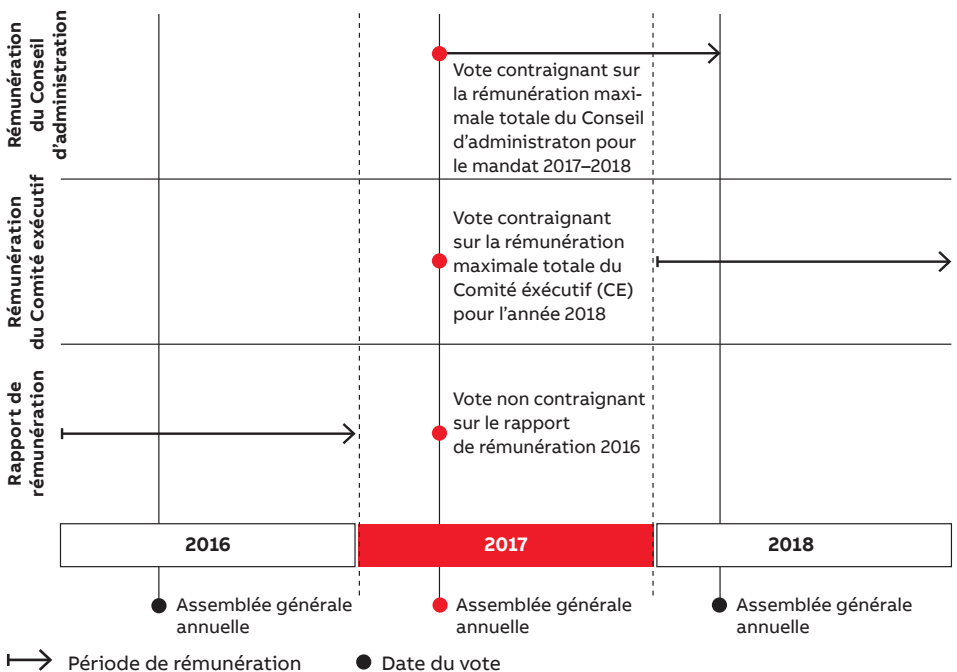 Rémunération
du Conseil
d'administration
Vote contraignant sur
la rémunération maxi-
male totale du Conseil
d'administraton pour
le mandat 2017–2018
Rémunération
du Comité exécutif
Vote contraignant
sur la rémunération
maximale totale du
Comité éxécutif (CE)
pour l'année 2018
Rapport de
rémunération
Vote non contraignant
sur le rapport
de rémunération 2016
2016
2017
2018
Assemblée générale
annuelle
Assemblée générale
annuelle
Assemblée générale
annuelle
Période de rémunération
Date du vote